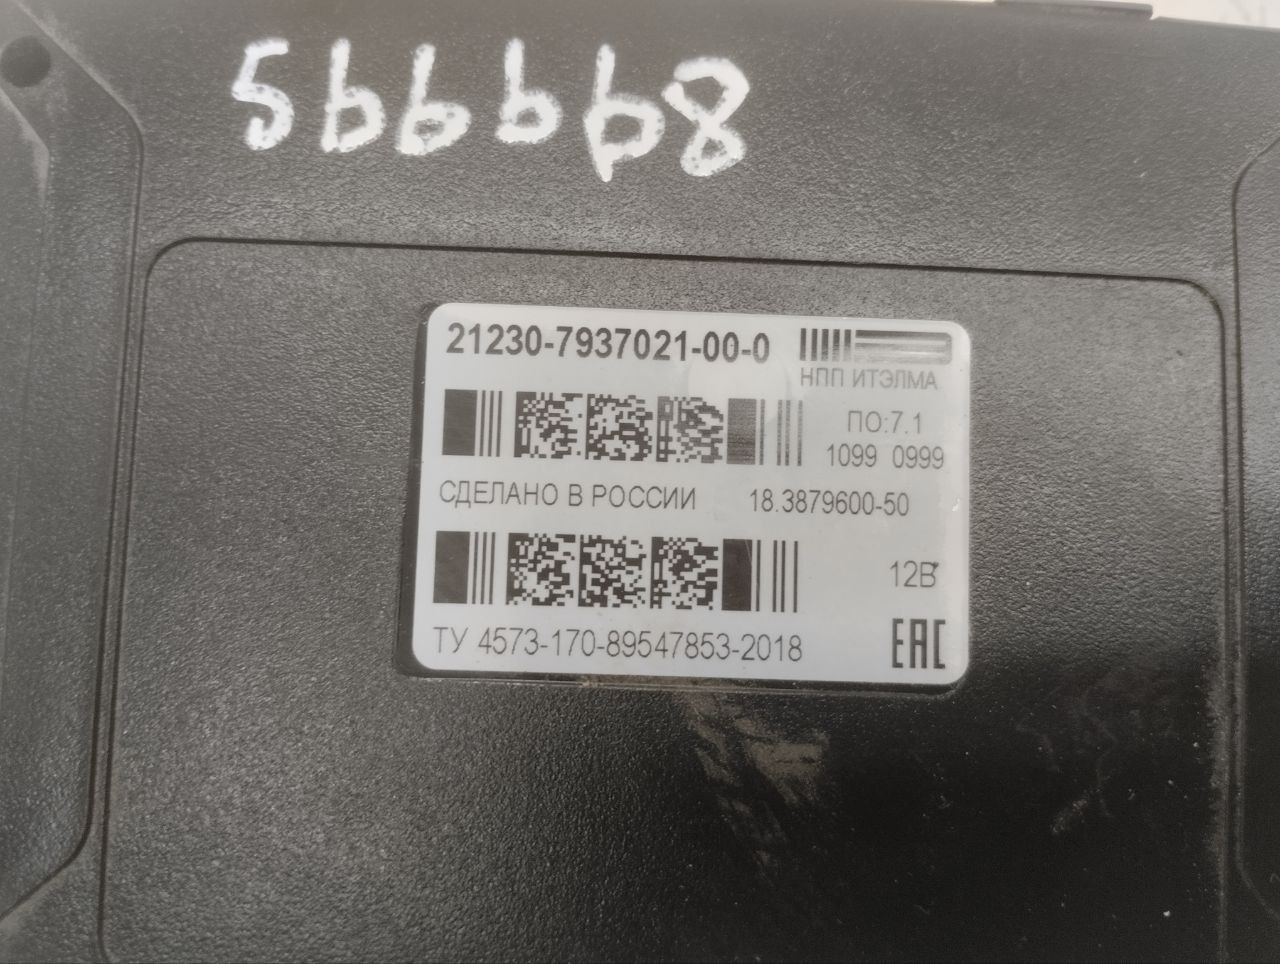 566668
21230-7937021-00-0
НПП ИТЭЛМА
ПО:7.1
1099 0999
СДЕЛАНО В РОССИИ 18.3879600-50
12В
ТУ 4573-170-89547853-2018 EAC